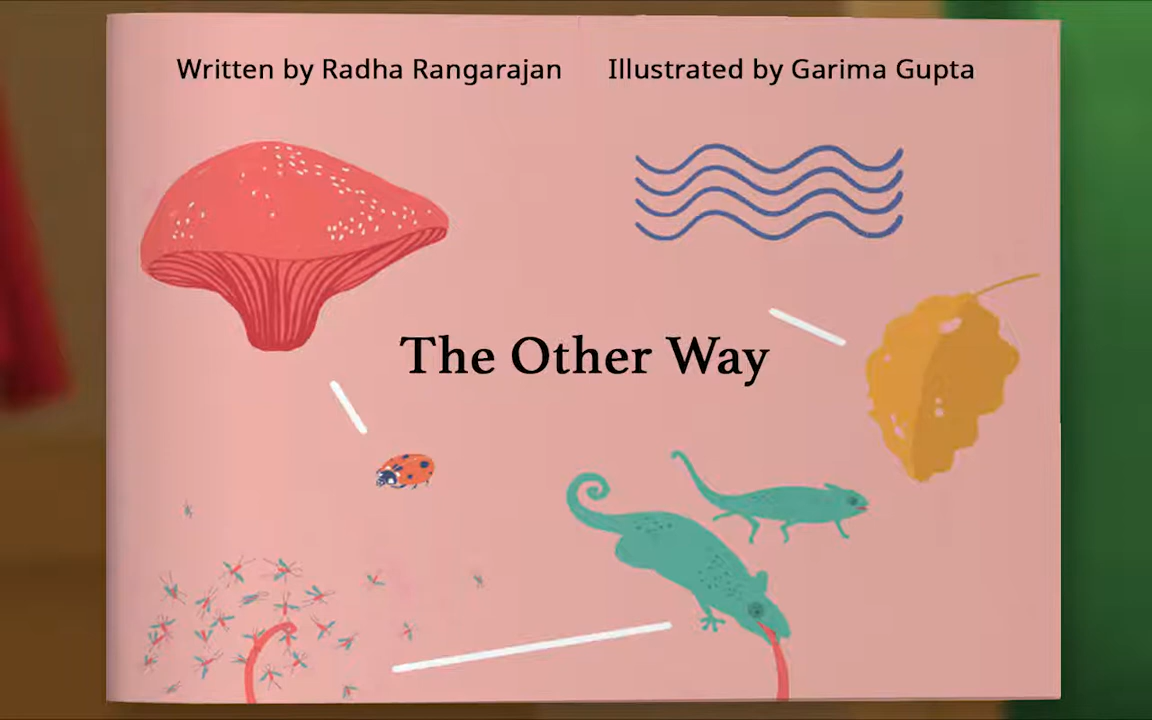 Written by Radha Rangarajan
Illustrated by Garima Gupta
The Other Way